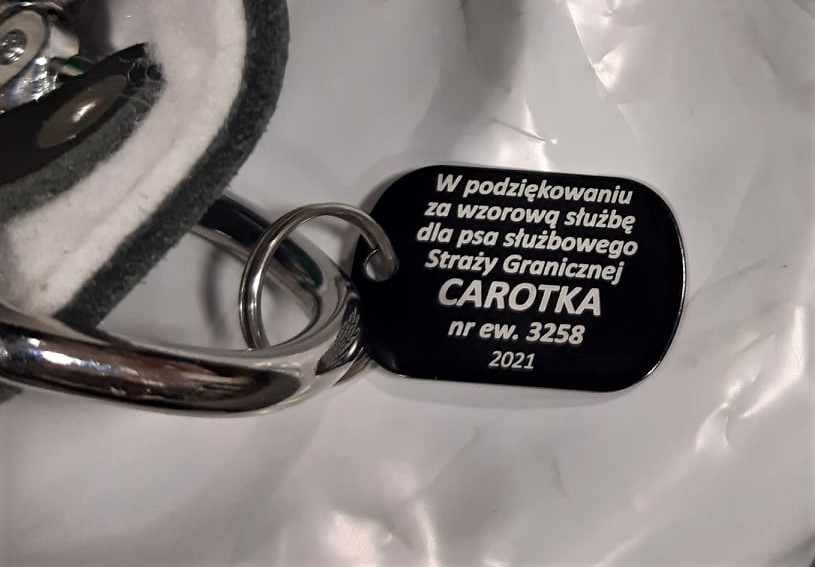 W podziękowaniu
za wzorową służbę
dla psa służbowego
Straży Granicznej
CAROTKA
nr ew. 3258
2021